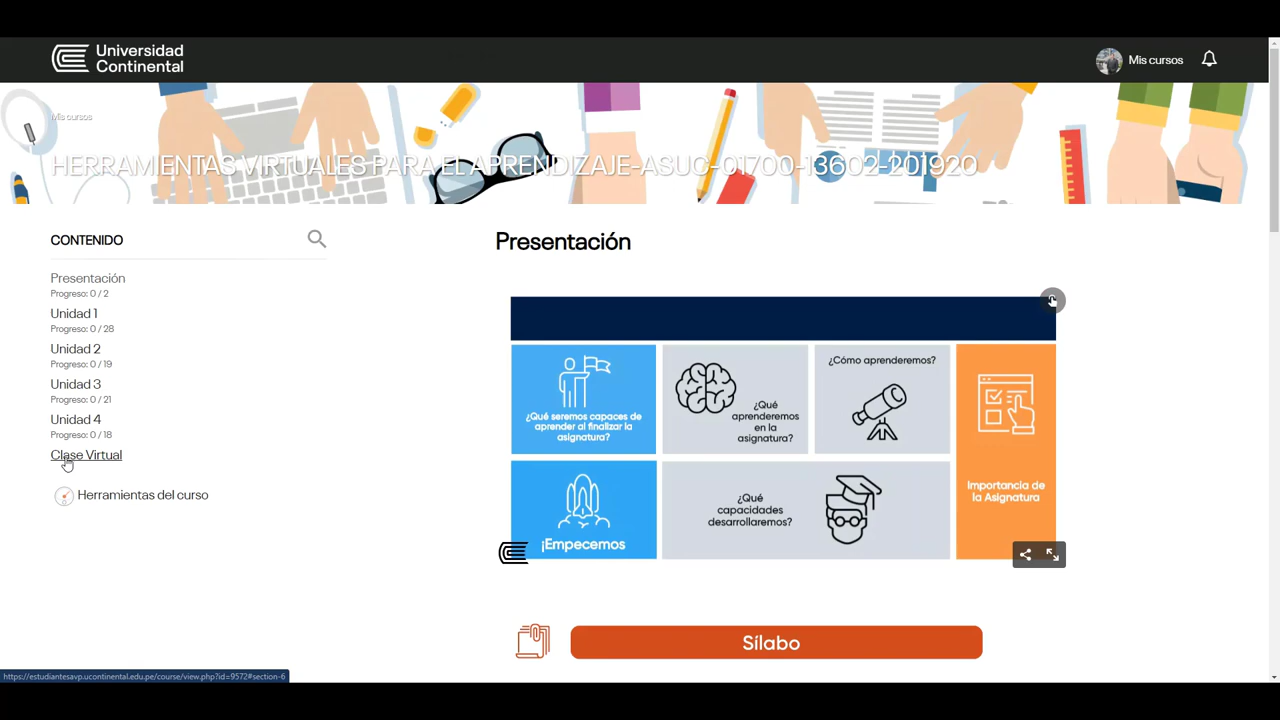 Universidad
Continental
Mis cursos
Mis cursos
HERRAMIENTAS VIRTUALES PARA EL APRENDIZAJE-ASUC-01700-13602-201920
CONTENIDO
Presentación
Progreso: 0 / 2
Unidad 1
Progreso: 0 / 28
Unidad 2
Progreso: 0 / 19
Unidad 3
Progreso: 0 / 21
Unidad 4
Progreso: 0 / 18
Clase Virtual
Herramientas del curso
Presentación
¿Qué seremos capaces de
aprender al finalizar la
asignatura?
¿Qué
aprenderemos
en la
asignatura?
¿Cómo aprenderemos?
Importancia de
la Asignatura
¡Empecemos
¿Qué
capacidades
desarrollaremos?
Sílabo
https://estudiantesavp.ucontinental.edu.pe/course/view.php?id=9572#section-6